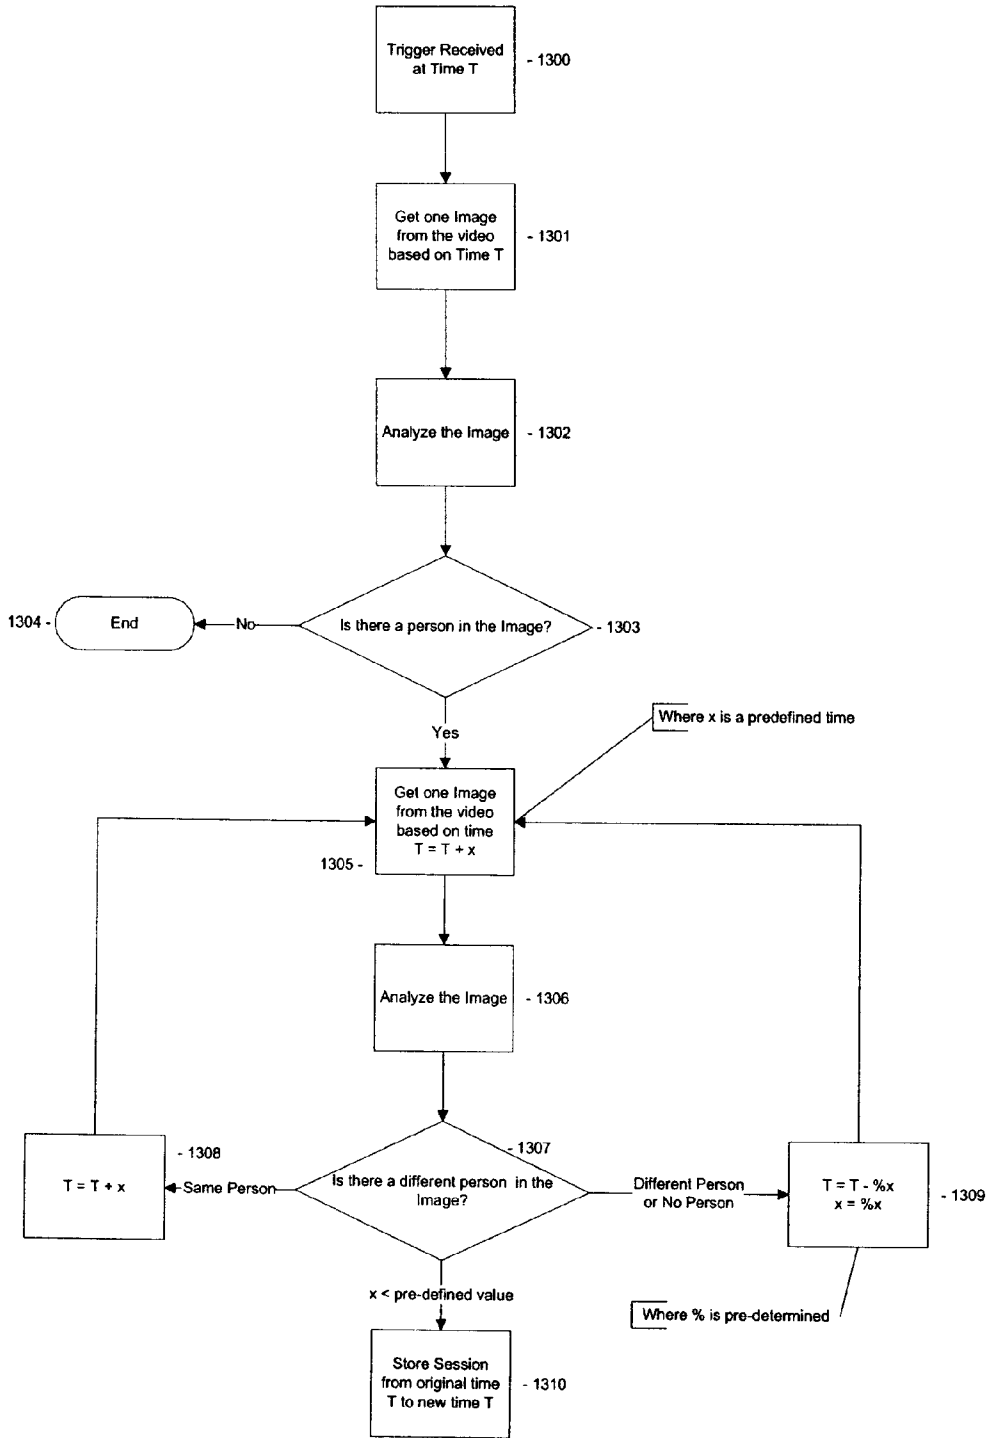 Trigger Received
at Time T
- 1300
Get one Image
from the video
based on Time T
- 1301
Analyze the Image
- 1302
1304 -
End
No
Is there a person in the Image?
- 1303
Where x is a predefined time
Yes
Get one Image
from the video
based on time
T = T + x
1305 -
Analyze the Image
- 1306
- 1308
- 1307
T = T + x
Same Person
Is there a different person in the
Image?
Different Person
or No Person
T = T - %x
x = %x
- 1309
x < pre-defined value
Where % is pre-determined
Store Session
from original time
T to new time T
- 1310